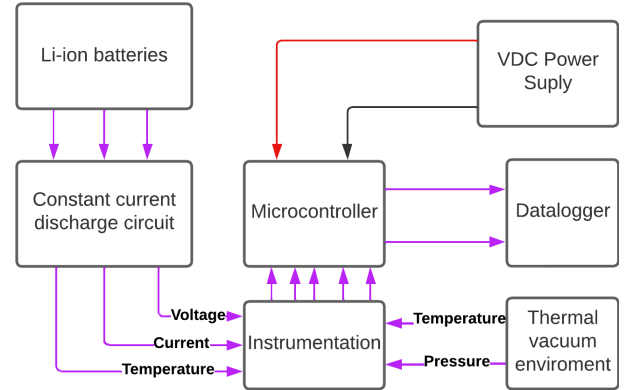 Li-ion batteries
VDC Power
Suply
Constant current
discharge circuit
Microcontroller
Datalogger
Voltage
Current
Temperature
Instrumentation
Temperature
Pressure
Thermal
vacuum
enviroment